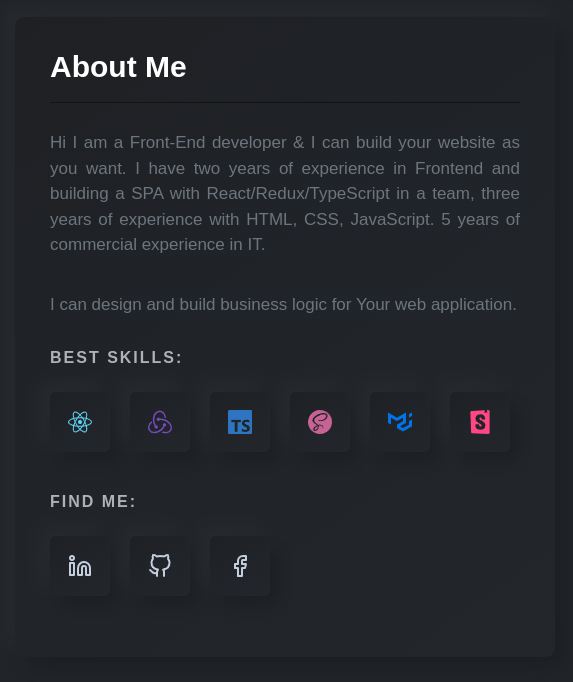 About Me
Hi I am a Front-End developer & I can build your website as
you want. I have two years of experience in Frontend and
building a SPA with React/Redux/TypeScript in a team, three
years of experience with HTML, CSS, JavaScript. 5 years of
commercial experience in IT.
I can design and build business logic for Your web application.
BEST SKILLS:
TS
S
FIND ME:
in